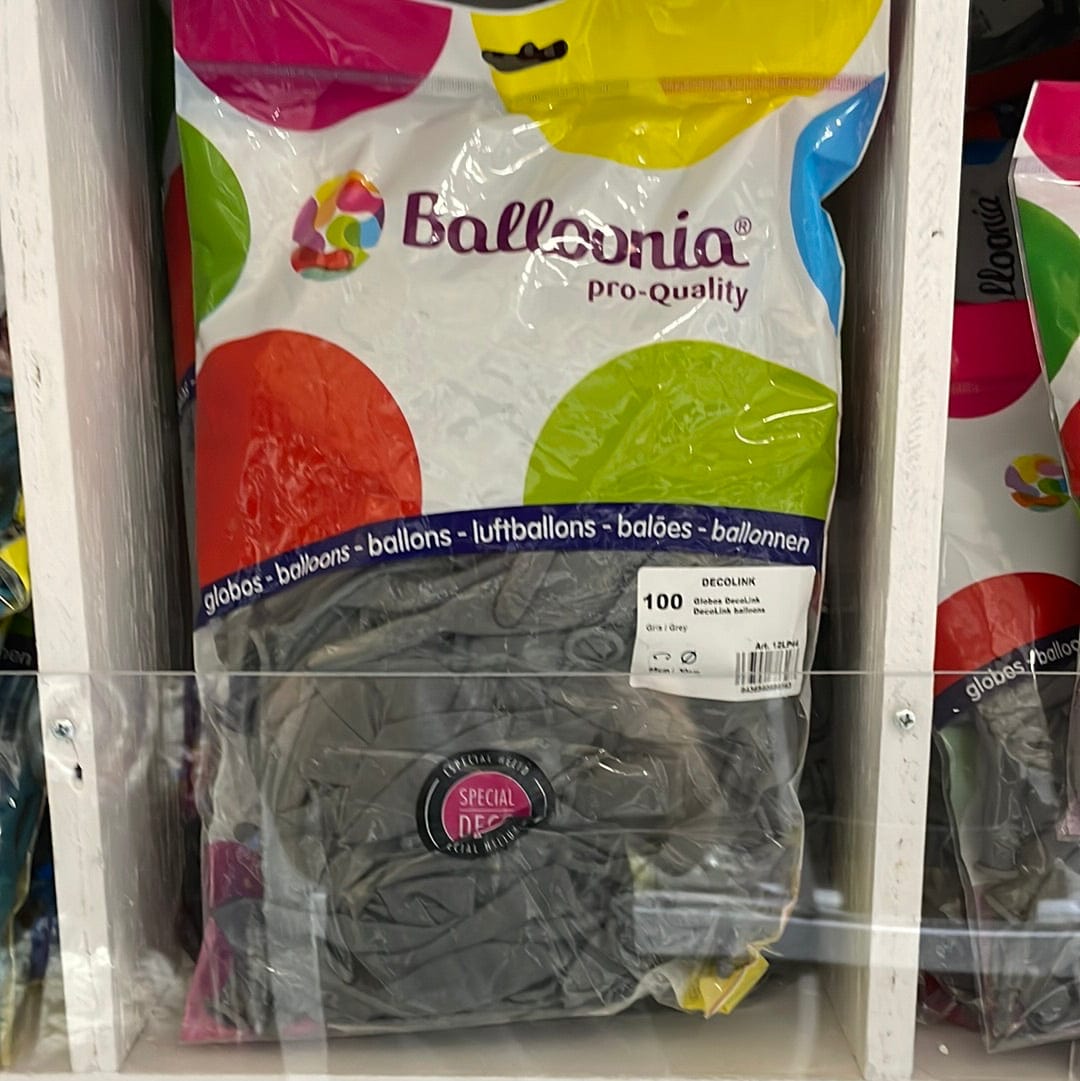 Balloonia®
pro-Quality
globos - balloons - ballons - luftballons - balões - ballonnen
DECOLINK
100 Globos DecoLink
DecoLink balloons
Gris / Grey
Art.
SPECIAL
DECO
lloonia
globos - balloo